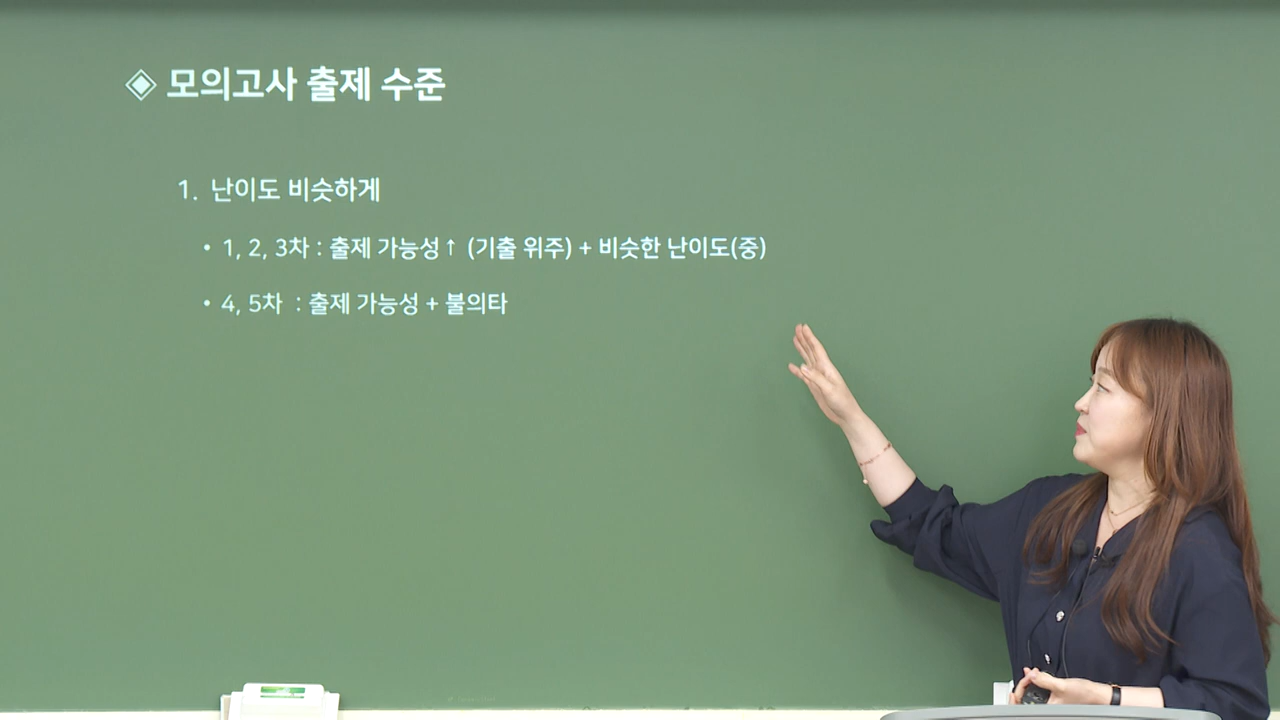 ◈ 모의고사 출제 수준
1. 난이도 비슷하게
• 1, 2, 3차 : 출제 가능성↑ (기출 위주) + 비슷한 난이도(중)
• 4, 5차 : 출제 가능성 + 불의타